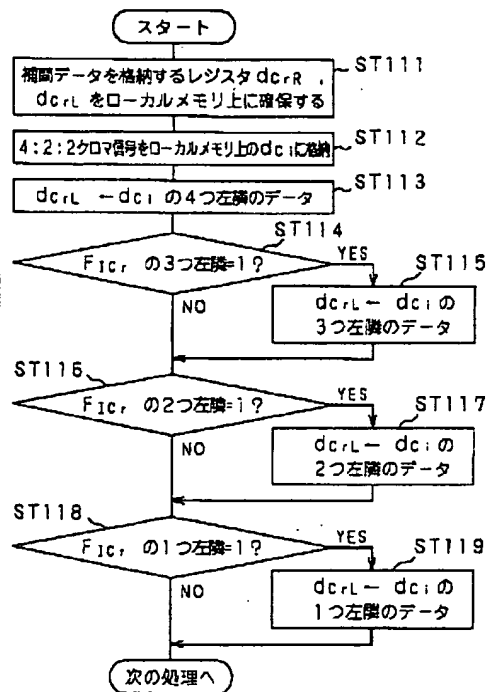 スタート
ST111
補間データを格納するレジスタdCrR ,
dCrL をローカルメモリ上に確保する
ST112
4:2:2クロマ信号をローカルメモリ上のdCiに格納
ST113
dCrL ←dCi の4つ左隣のデータ
ST114
FICr の3つ左隣=1?
YES
NO
ST115
dCrL← dCi の
3つ左隣のデータ
ST116
FICr の2つ左隣=1?
YES
NO
ST117
dCrL← dCi の
2つ左隣のデータ
ST118
FICr の1つ左隣=1?
YES
NO
ST119
dCrL← dCi の
1つ左隣のデータ
次の処理へ